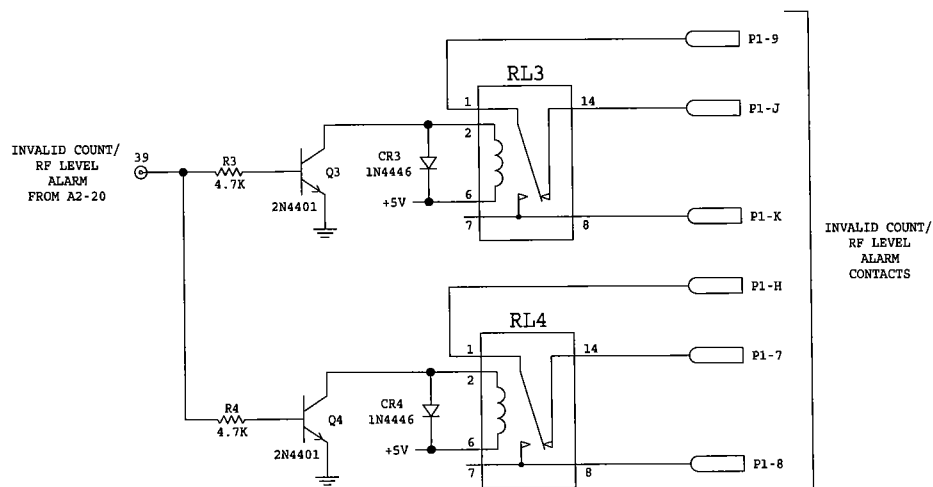 P1-9
RL3
1
14
P1-J
2
INVALID COUNT/
RF LEVEL
ALARM
FROM A2-20
39
R3
4.7K
Q3
2N4401
CR3
1N4446
+5V
6
7
8
P1-K
INVALID COUNT/
RF LEVEL
ALARM
CONTACTS
P1-H
RL4
1
14
P1-7
2
R4
4.7K
Q4
2N4401
CR4
1N4446
+5V
6
7
8
P1-8